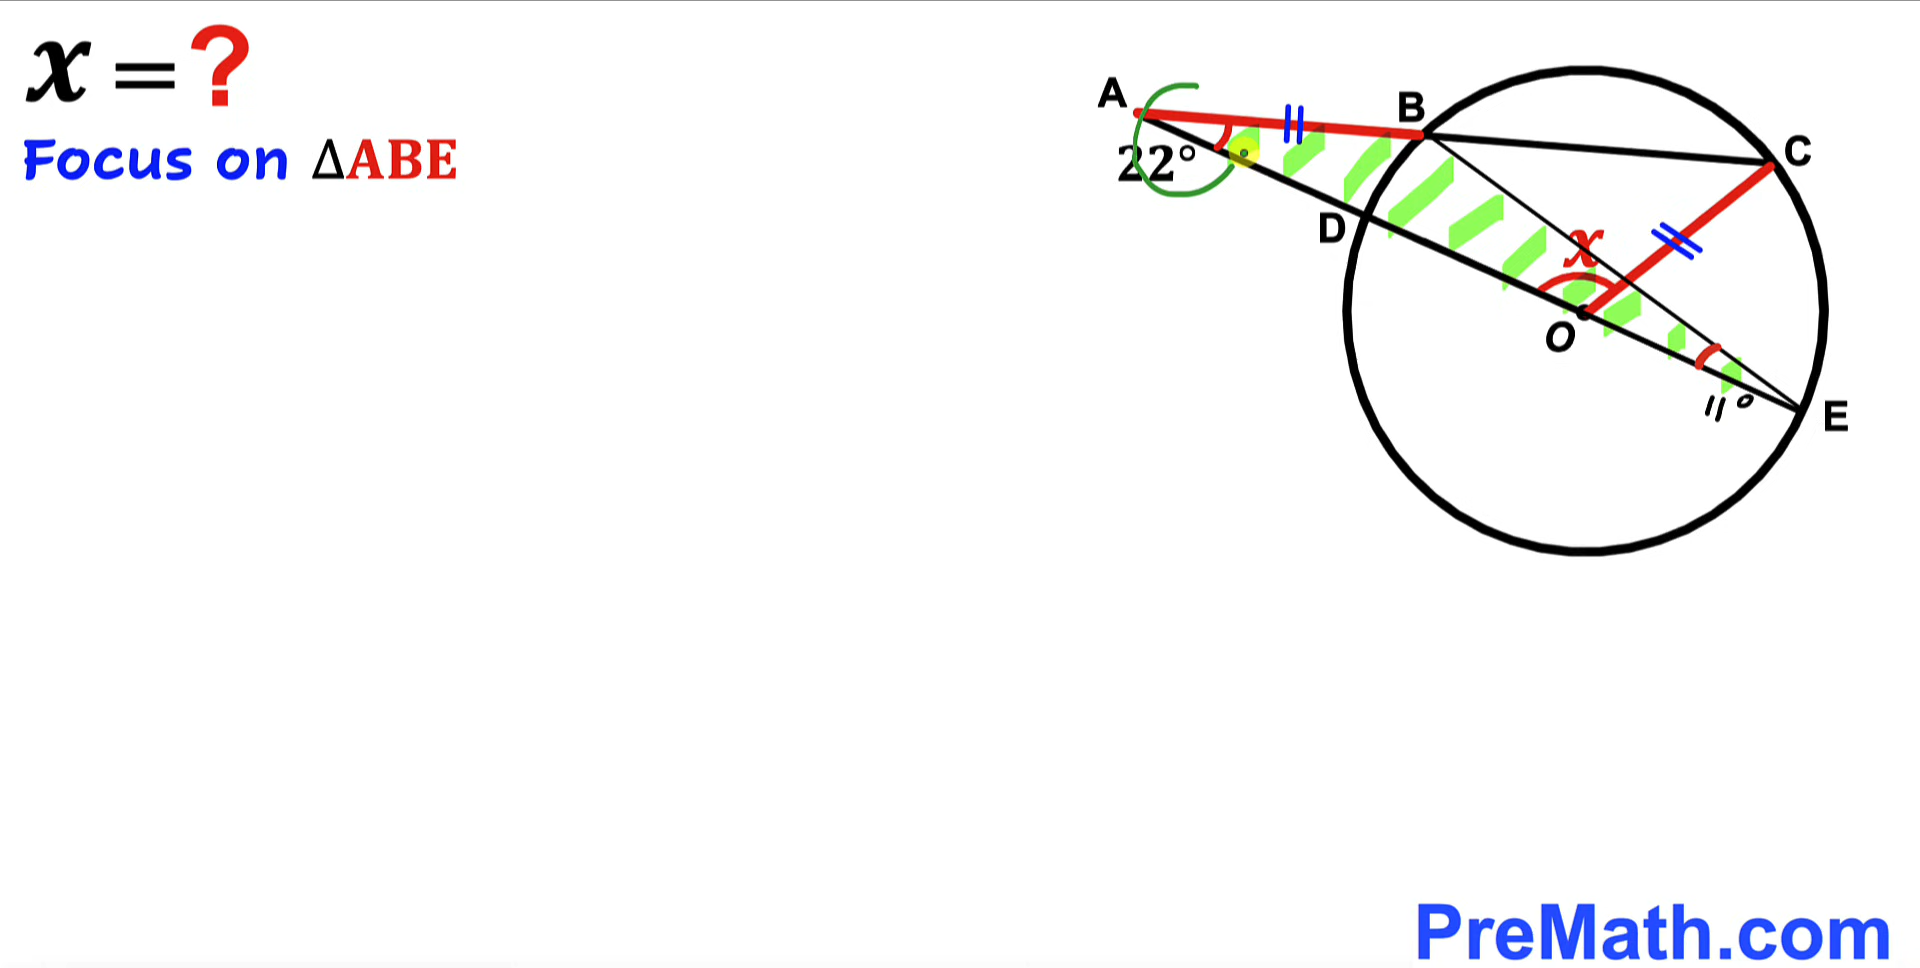 x = ?
Focus on ΔABE
A
B
C
22°
D
x
O
11°
E
PreMath.com